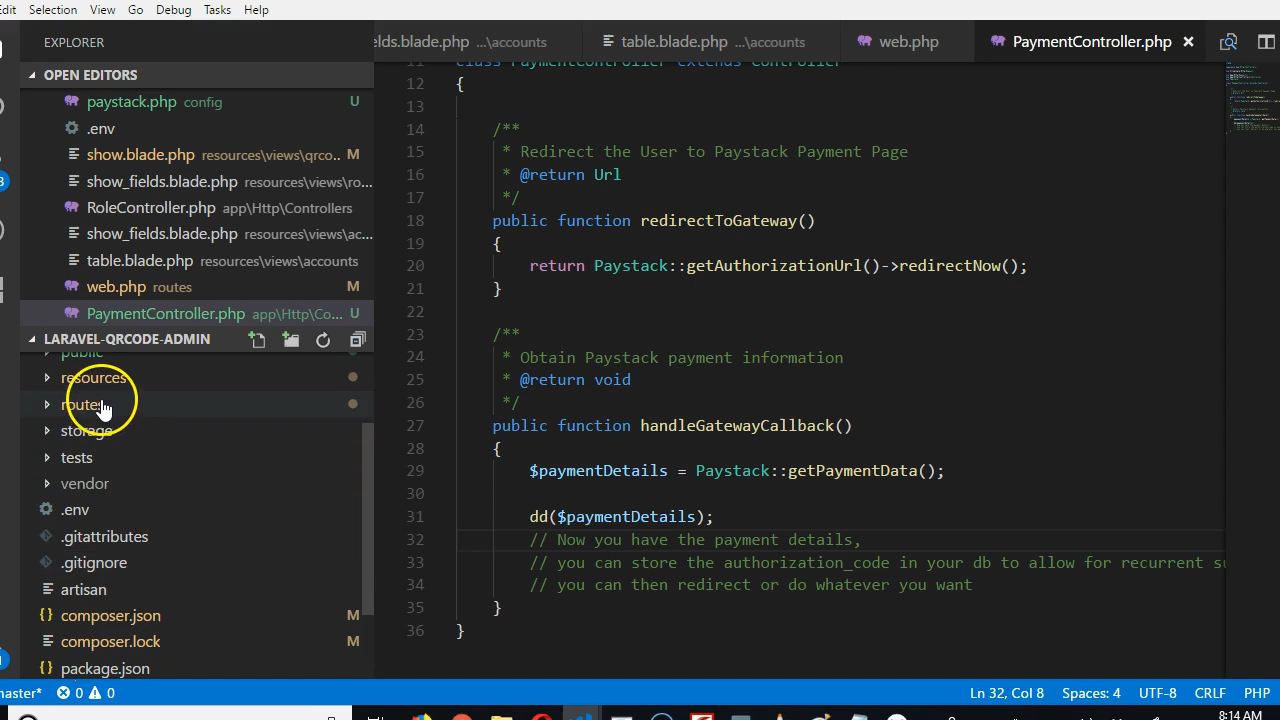 Selection View Go Debug Tasks Help
EXPLORER
elds.blade.php ...\accounts
table.blade.php ...\accounts
web.php
PaymentController.php
OPEN EDITORS
paystack.php config U
.env
show.blade.php resources\views\qrco... M
show_fields.blade.php resources\views\ro...
RoleController.php app\Http\Controllers
show_fields.blade.php resources\views\ac...
table.blade.php resources\views\accounts
web.php routes M
PaymentController.php app\Http\Co... U
LARAVEL-QRCODE-ADMIN
public
resources
routes
storage
tests
vendor
.env
.gitattributes
.gitignore
artisan
composer.json M
composer.lock M
package.json
11 class PaymentController extends Controller
12 {
13
14 /**
15 * Redirect the User to Paystack Payment Page
16 * @return Url
17 */
18 public function redirectToGateway()
19 {
20 return Paystack::getAuthorizationUrl()->redirectNow();
21 }
22
23 /**
24 * Obtain Paystack payment information
25 * @return void
26 */
27 public function handleGatewayCallback()
28 {
29 $paymentDetails = Paystack::getPaymentData();
30
31 dd($paymentDetails);
32 // Now you have the payment details,
33 // you can store the authorization_code in your db to allow for recurrent su
34 // you can then redirect or do whatever you want
35 }
36 }
master* 0 0
Ln 32, Col 8 Spaces: 4 UTF-8 CRLF PHP
8:14 AM